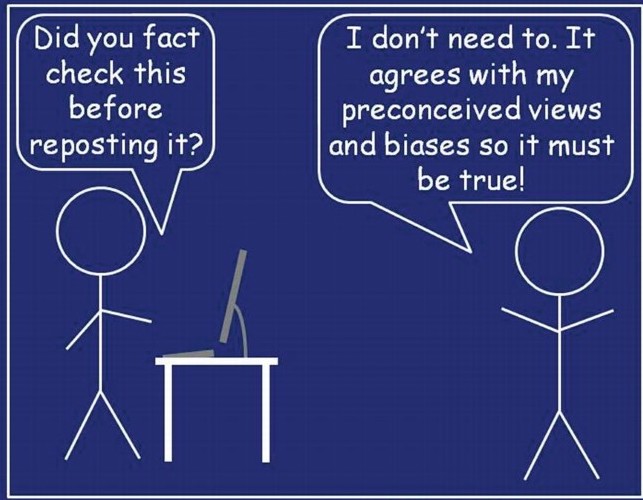 Did you fact
check this
before
reposting it?
I don't need to. It
agrees with my
preconceived views
and biases so it must
be true!